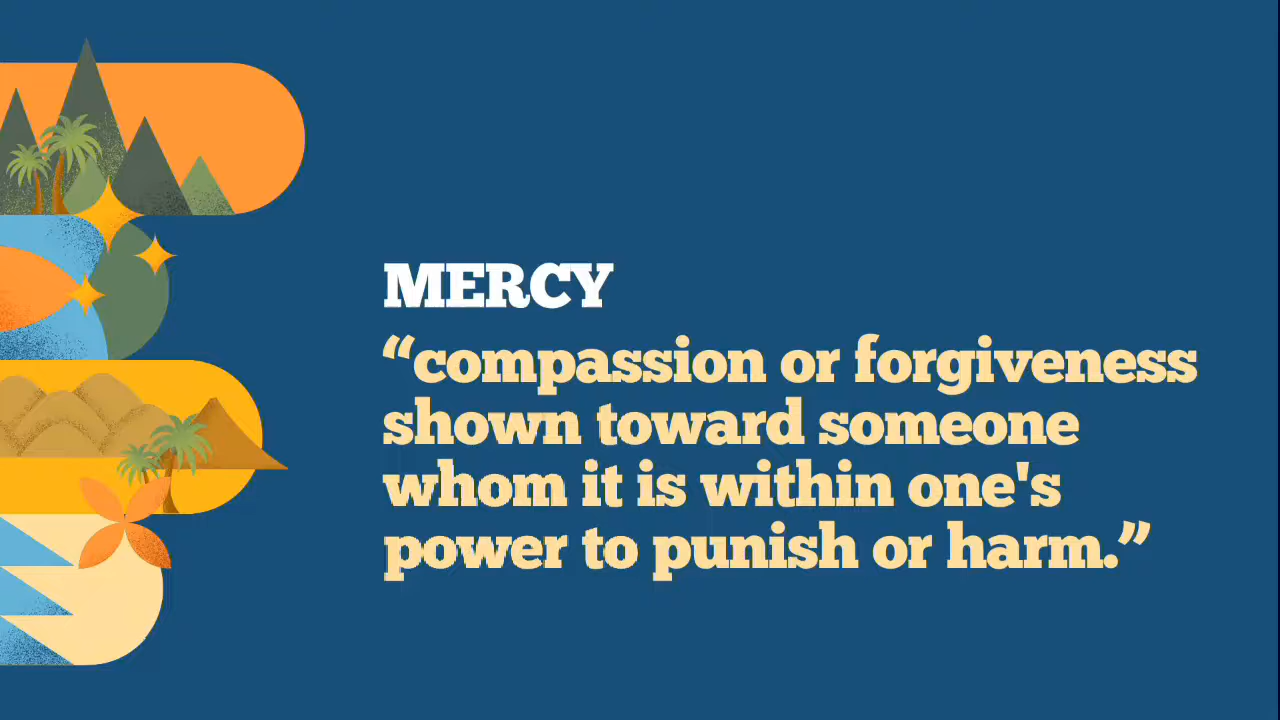 MERCY
“compassion or forgiveness
shown toward someone
whom it is within one's
power to punish or harm.”